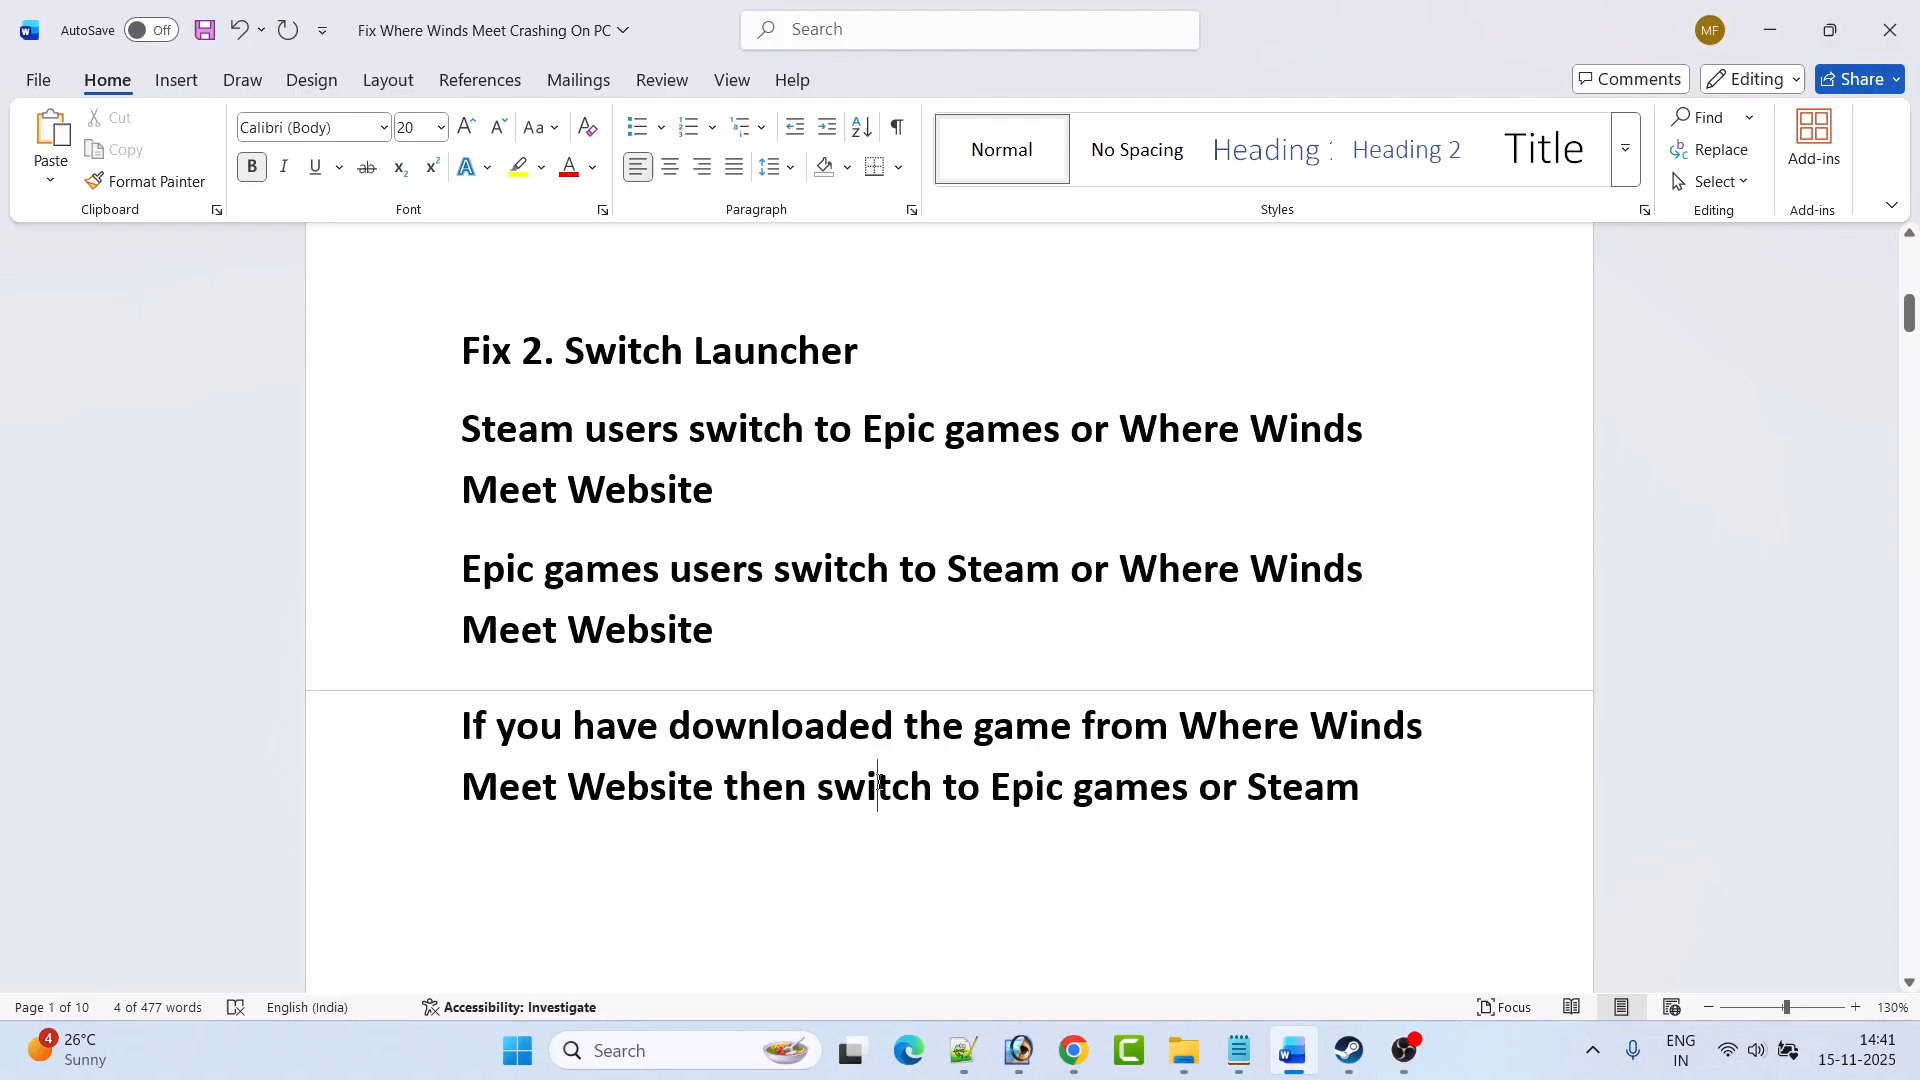 AutoSave Off Fix Where Winds Meet Crashing On PC Search MF
File Home Insert Draw Design Layout References Mailings Review View Help Comments Editing Share
Paste Cut Copy Format Painter Clipboard
Calibri (Body) 20 Font
Paragraph
Normal No Spacing Heading 1 Heading 2 Title Styles
Find Replace Select Editing
Add-ins Add-ins
Fix 2. Switch Launcher
Steam users switch to Epic games or Where Winds
Meet Website
Epic games users switch to Steam or Where Winds
Meet Website
If you have downloaded the game from Where Winds
Meet Website then switch to Epic games or Steam
Page 1 of 10 4 of 477 words English (India) Accessibility: Investigate Focus 130%
4 26°C Sunny Search ENG IN 14:41 15-11-2025